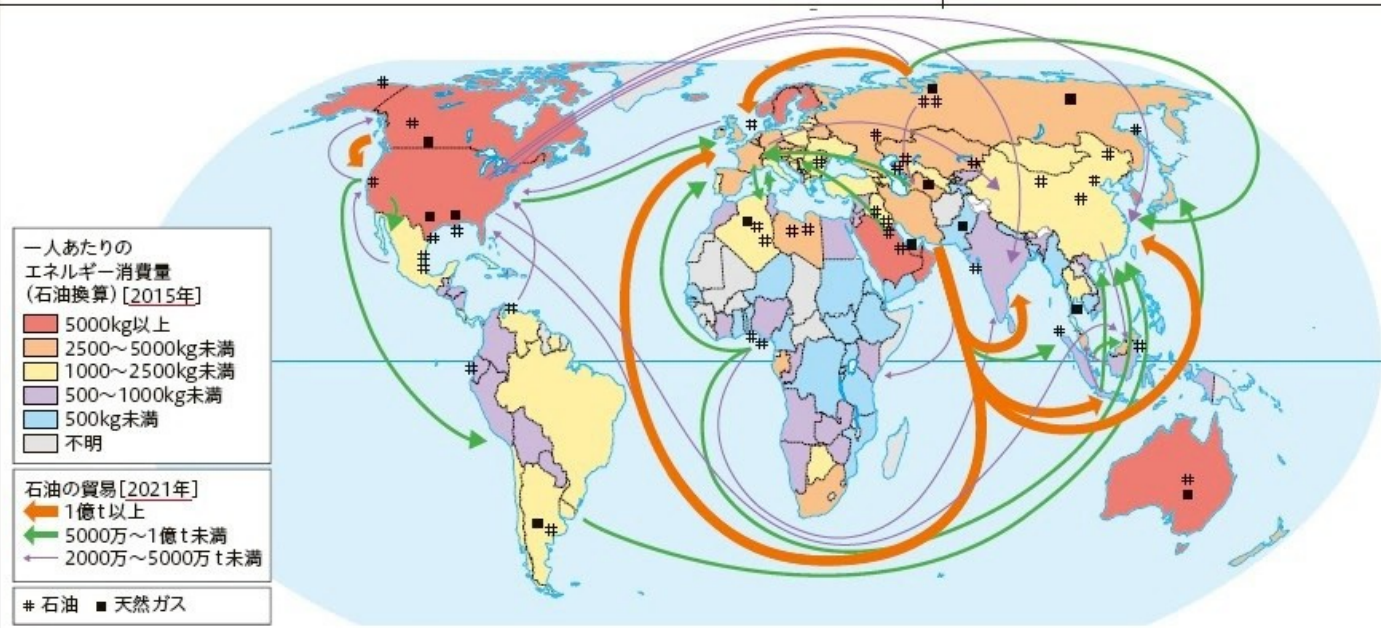 一人あたりの
エネルギー消費量
(石油換算)[2015年]
5000kg以上
2500～5000kg未満
1000～2500kg未満
500～1000kg未満
500kg未満
不明
石油の貿易[2021年]
1億t以上
5000万～1億t未満
2000万～5000万t未満
# 石油 ■ 天然ガス